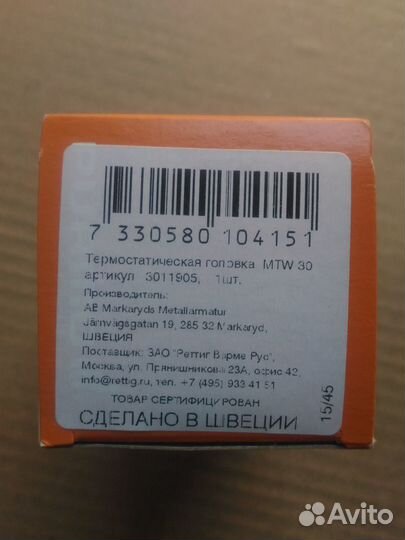 7 330580 104151
Термостатическая головка MTW 30
артикул 3011905, 1шт.
Производитель:
AB Markaryds Metallarmatur
Järnvägsgatan 19, 285 32 Markaryd,
ШВЕЦИЯ
Поставщик: ЗАО "Реттиг Варме Рус",
Москва, ул. Прянишникова 23А, офис 42,
info@rettig.ru, тел. +7 (495) 933 41 51
ТОВАР СЕРТИФИЦИРОВАН
СДЕЛАНО В ШВЕЦИИ
15/45
Avito